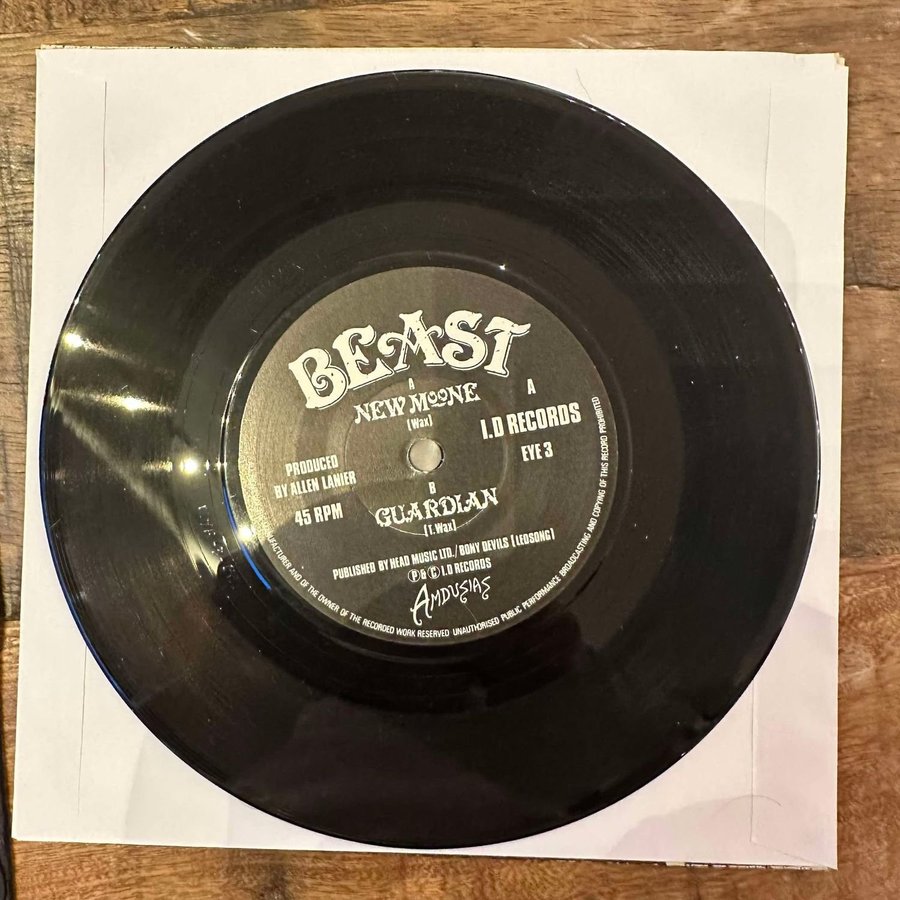 BEAST
A
NEW MOONE
(Wax)
A
I.D RECORDS
EYE 3
PRODUCED
BY ALLEN LANIER
45 RPM
B
GUARDIAN
(T.Wax)
PUBLISHED BY HEAD MUSIC LTD./ BONY DEVILS (LEOSONG)
Ⓟ & © I.D RECORDS
AMDUSIAS
AND OF THE OWNER OF THE RECORDED WORK RESERVED UNAUTHORISED PUBLIC PERFORMANCE BROADCASTING AND COPYING OF THIS RECORD PROHIBITED